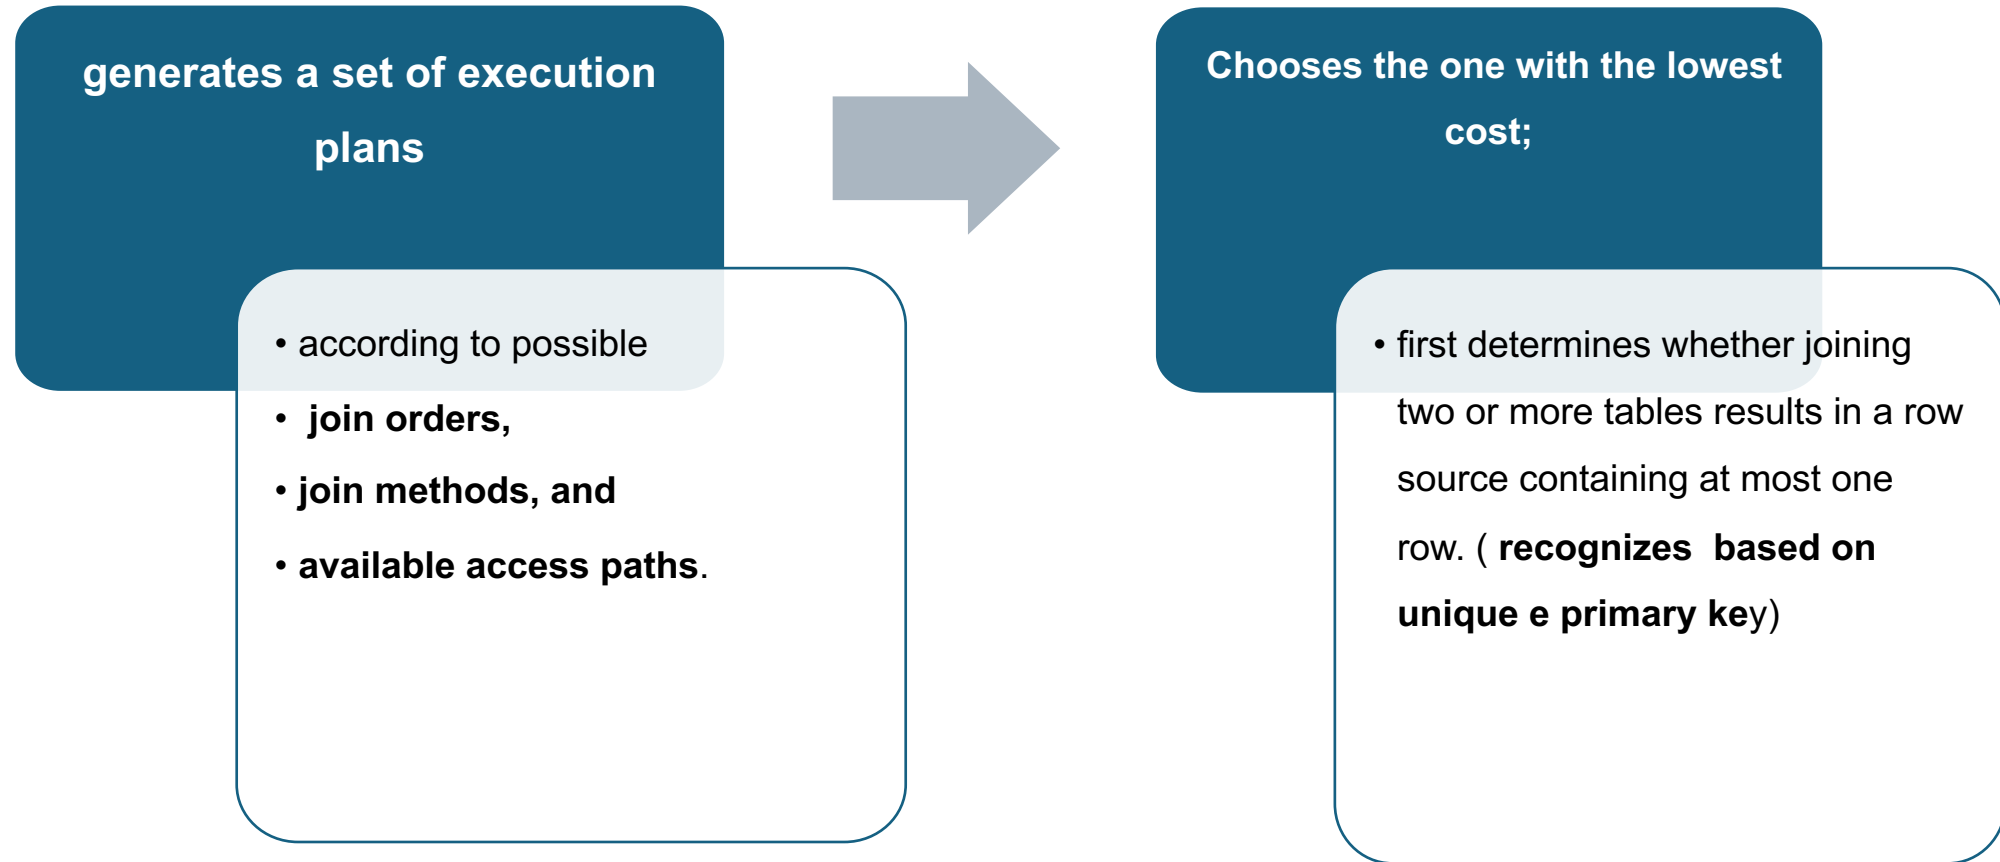 generates a set of execution
plans
• according to possible
• join orders,
• join methods, and
• available access paths.
Chooses the one with the lowest
cost;
• first determines whether joining
two or more tables results in a row
source containing at most one
row. ( recognizes  based on
unique e primary key)